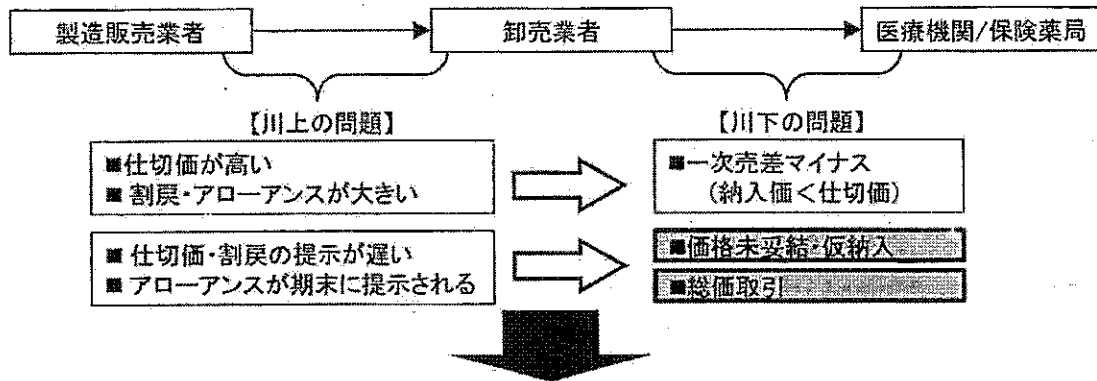 製造販売業者
卸売業者
医療機関/保険薬局
【川上の問題】
【川下の問題】
■仕切価が高い
■割戻・アローアンスが大きい
■一次売差マイナス
(納入価<仕切価)
■仕切価・割戻の提示が遅い
■アローアンスが期末に提示される
■価格未妥結・仮納入
■総価取引